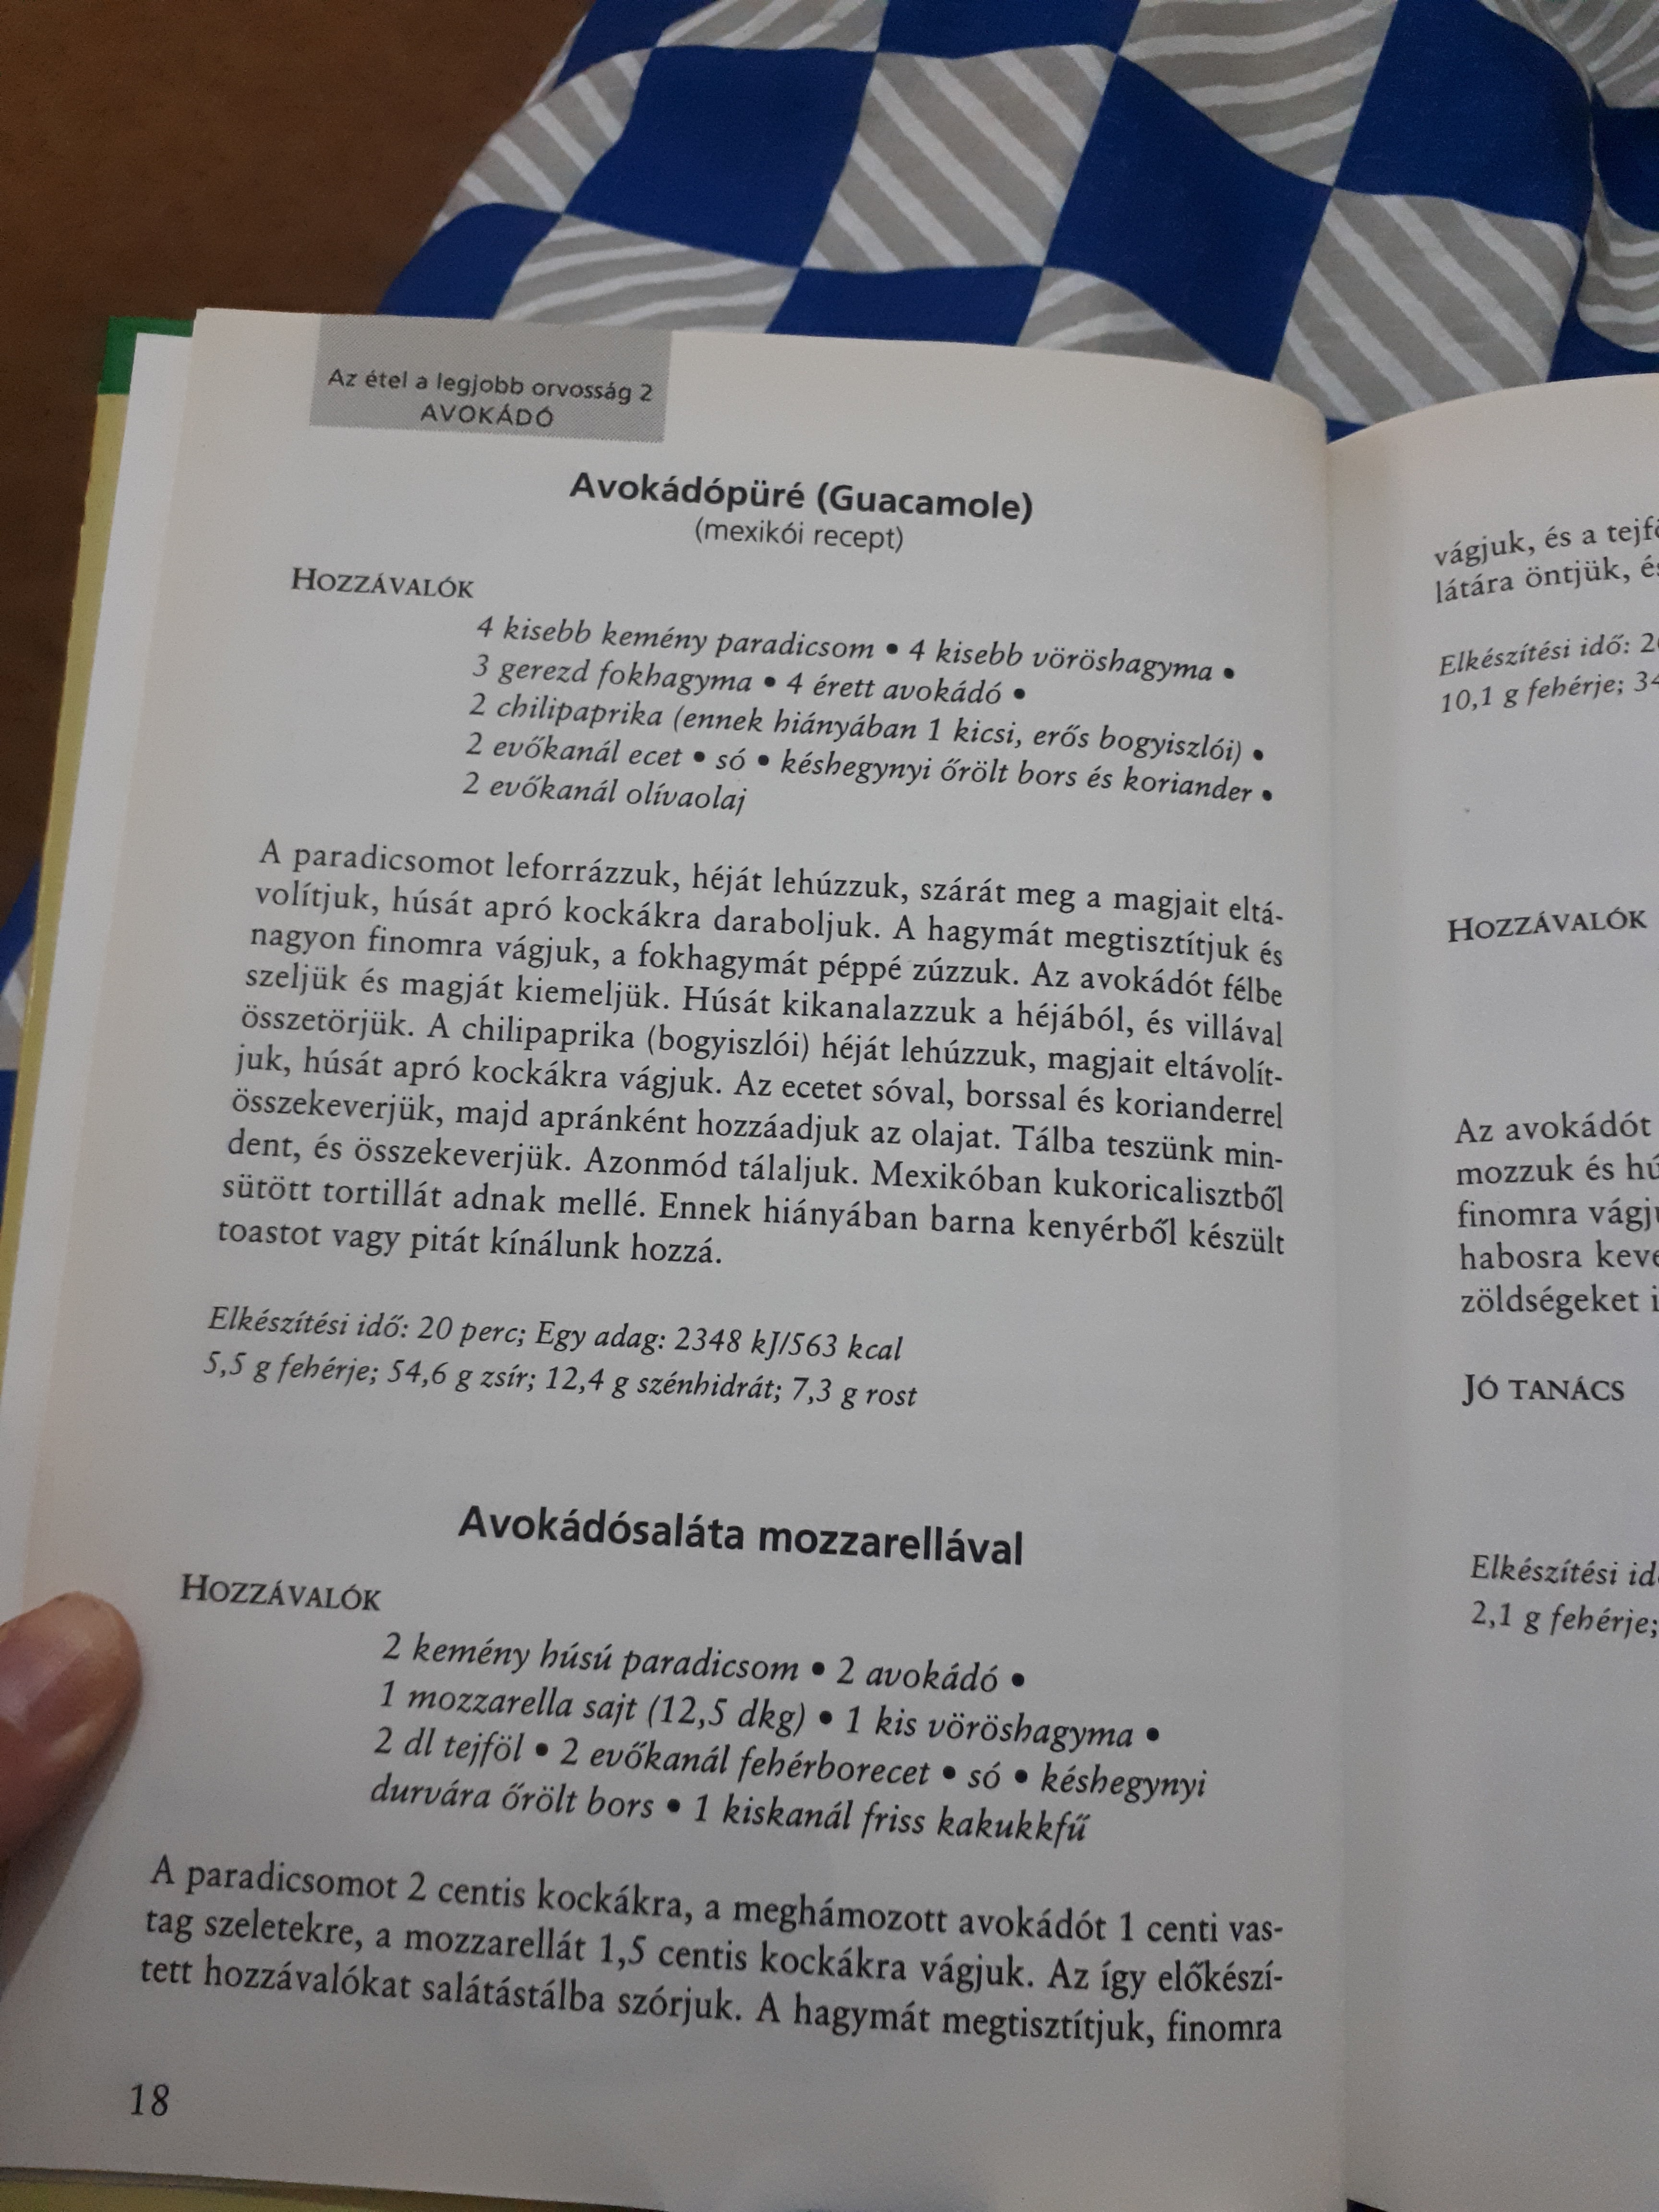 Az étel a legjobb orvosság 2
AVOKÁDÓ
Avokádópüré (Guacamole)
(mexikói recept)
HOZZÁVALÓK
4 kisebb kemény paradicsom • 4 kisebb vöröshagyma •
3 gerezd fokhagyma • 4 érett avokádó •
2 chilipaprika (ennek hiányában 1 kicsi, erős bogyiszlói) •
2 evőkanál ecet • só • késhegynyi őrölt bors és koriander •
2 evőkanál olívaolaj
A paradicsomot leforrázzuk, héját lehúzzuk, szárát meg a magjait eltá-
volítjuk, húsát apró kockákra daraboljuk. A hagymát megtisztítjuk és
nagyon finomra vágjuk, a fokhagymát péppé zúzzuk. Az avokádót félbe
szeljük és magját kiemeljük. Húsát kikanalazzuk a héjából, és villával
összetörjük. A chilipaprika (bogyiszlói) héját lehúzzuk, magjait eltávolít-
juk, húsát apró kockákra vágjuk. Az ecetet sóval, borssal és korianderrel
összekeverjük, majd apránként hozzáadjuk az olajat. Tálba teszünk min-
dent, és összekeverjük. Azonmód tálaljuk. Mexikóban kukoricalisztből
sütött tortillát adnak mellé. Ennek hiányában barna kenyérből készült
toastot vagy pitát kínálunk hozzá.
Elkészítési idő: 20 perc; Egy adag: 2348 kJ/563 kcal
5,5 g fehérje; 54,6 g zsír; 12,4 g szénhidrát; 7,3 g rost
Avokádósaláta mozzarellával
HOZZÁVALÓK
2 kemény húsú paradicsom • 2 avokádó •
1 mozzarella sajt (12,5 dkg) • 1 kis vöröshagyma •
2 dl tejföl • 2 evőkanál fehérborecet • só • késhegynyi
durvára őrölt bors • 1 kiskanál friss kakukkfű
A paradicsomot 2 centis kockákra, a meghámozott avokádót 1 centi vas-
tag szeletekre, a mozzarellát 1,5 centis kockákra vágjuk. Az így előkészí-
tett hozzávalókat salátástálba szórjuk. A hagymát megtisztítjuk, finomra
18
vágjuk, és a
látára öntjük,
Elkészítési idő:
10,1 g fehérje;
HOZZÁVALÓK
Az avokádót
mozzuk és
finomra
habosra
zöldségeket
JÓ TANÁCS
Elkészítési
2,1 g fehérje;